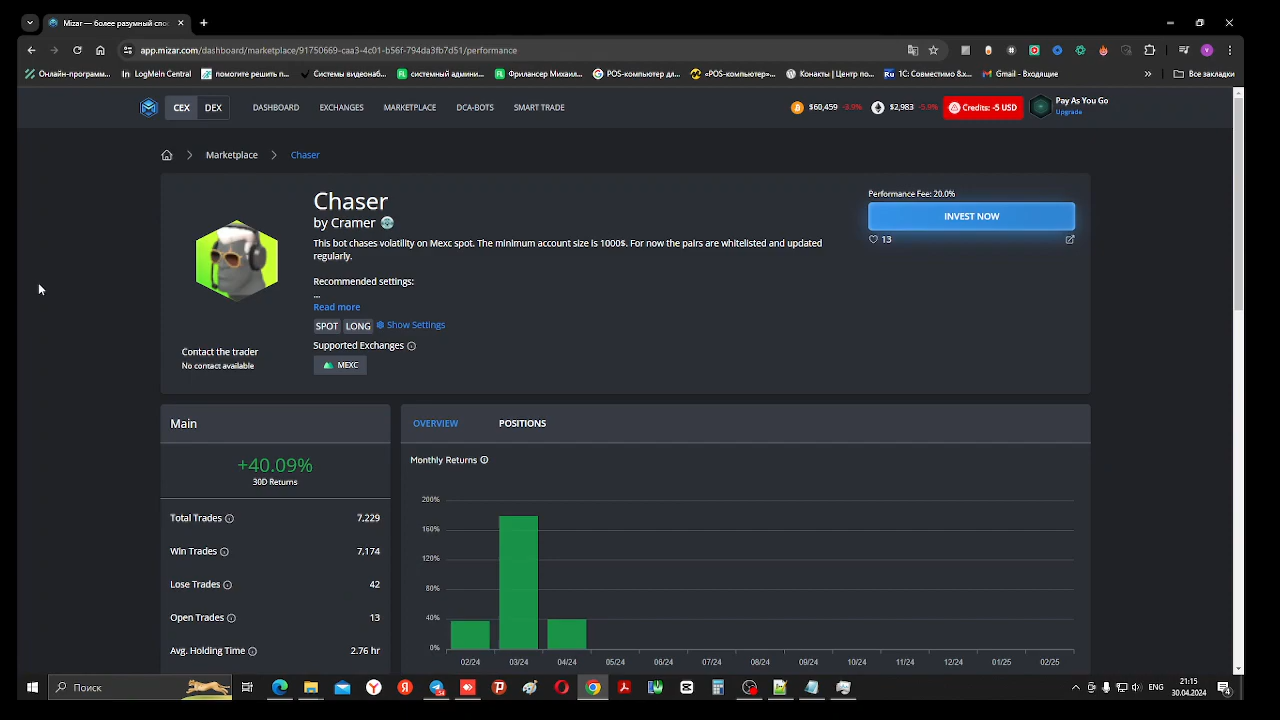 Mizar — более разумный спос
app.mizar.com/dashboard/marketplace/91750669-caa3-4c01-b56f-794da3fb7d51/performance
Онлайн-программ...
LogMeIn Central
помогите решить п...
Системы видеонаб...
системный админи...
Фрилансер Михаил...
POS-компьютер дл...
«POS-компьютер»...
Конакты | Центр по...
1С: Совместимо &.x...
Gmail - Входящие
»
Все закладки
CEX
DEX
DASHBOARD
EXCHANGES
MARKETPLACE
DCA-BOTS
SMART TRADE
$60,459 -3.9%
$2,983 -5.9%
Credits: -5 USD
Pay As You Go
Upgrade
Marketplace
Chaser
Chaser
by Cramer
This bot chases volatility on Mexc spot. The minimum account size is 1000$. For now the pairs are whitelisted and updated
regularly.
Recommended settings:
...
Read more
SPOT
LONG
Show Settings
Supported Exchanges
MEXC
Contact the trader
No contact available
Performance Fee: 20.0%
INVEST NOW
13
Main
+40.09%
30D Returns
Total Trades 7,229
Win Trades 7,174
Lose Trades 42
Open Trades 13
Avg. Holding Time 2.76 hr
OVERVIEW
POSITIONS
Monthly Returns
200%
160%
120%
80%
40%
0%
02/24 03/24 04/24 05/24 06/24 07/24 08/24 09/24 10/24 11/24 12/24 01/25 02/25
Поиск
ENG
21:15
30.04.2024